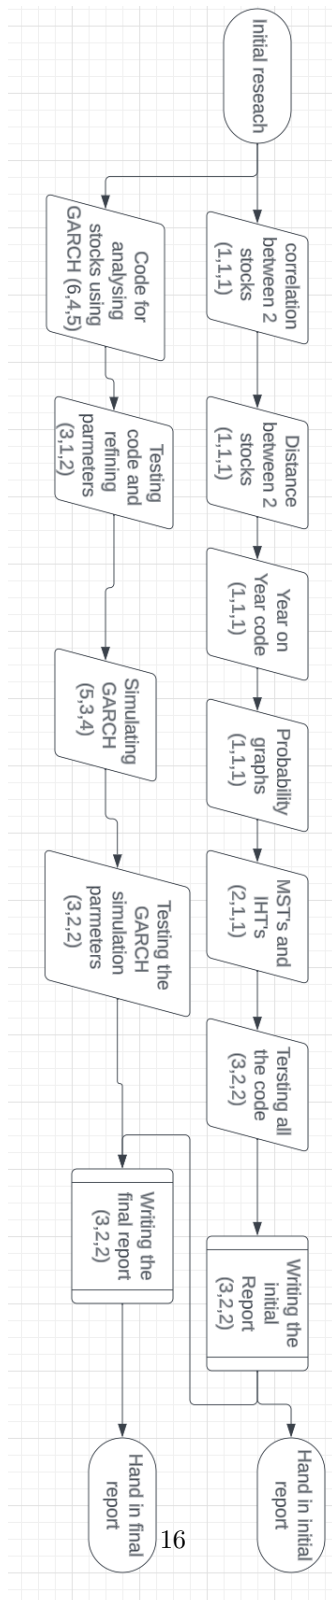 Initial reseach
correlation
between 2
stocks
(1,1,1)
Distance
between 2
stocks
(1,1,1)
Year on
Year code
(1,1,1)
Probability
graphs
(1,1,1)
MST's and
IHT's
(2,1,1)
Tersting all
the code
(3,2,2)
Writing the
initial
Report
(3,2,2)
Hand in initial
report
Code for
analysing
stocks using
GARCH (6,4,5)
Testing
code and
refining
parmeters
(3,1,2)
Simulating
GARCH
(5,3,4)
Testing the
GARCH
simulation
parmeters
(3,2,2)
Writing the
final report
(3,2,2)
Hand in final
report
16